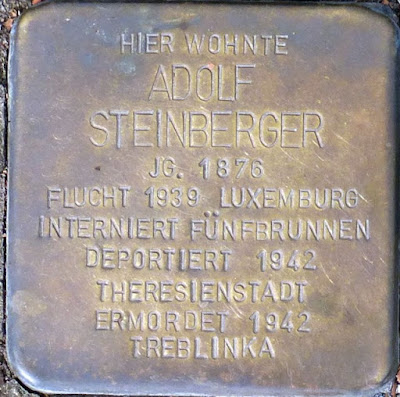 HIER WOHNTE
ADOLF
STEINBERGER
JG. 1876
FLUCHT 1939 LUXEMBURG
INTERNIERT FÜNFBRUNNEN
DEPORTIERT 1942
THERESIENSTADT
ERMORDET 1942
TREBLINKA